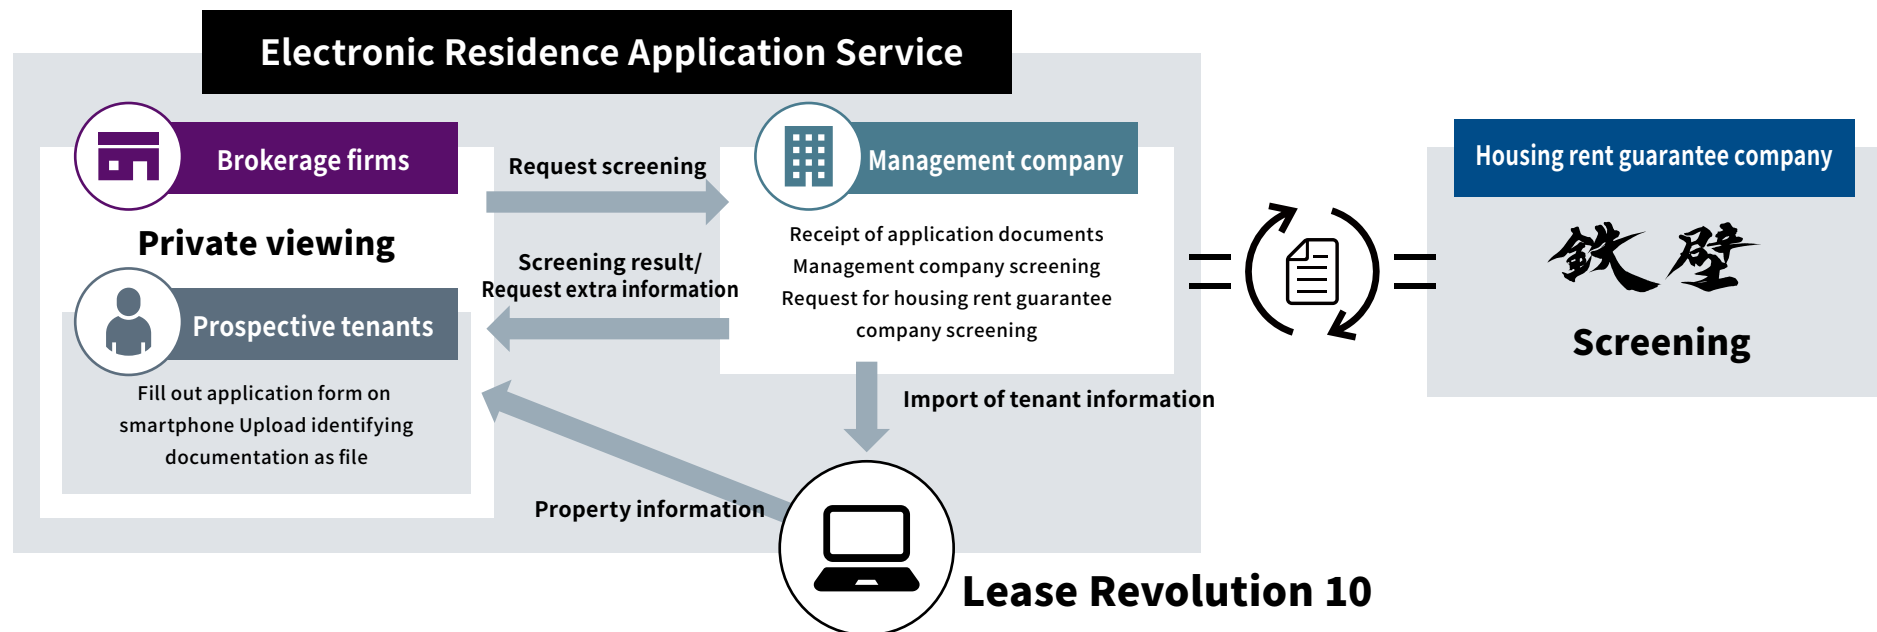 Electronic Residence Application Service
Brokerage firms
Private viewing
Prospective tenants
Fill out application form on
smartphone Upload identifying
documentation as file
Request screening
Screening result/
Request extra information
Management company
Receipt of application documents
Management company screening
Request for housing rent guarantee
company screening
Import of tenant information
Property information
Lease Revolution 10
Housing rent guarantee company
鉄壁
Screening